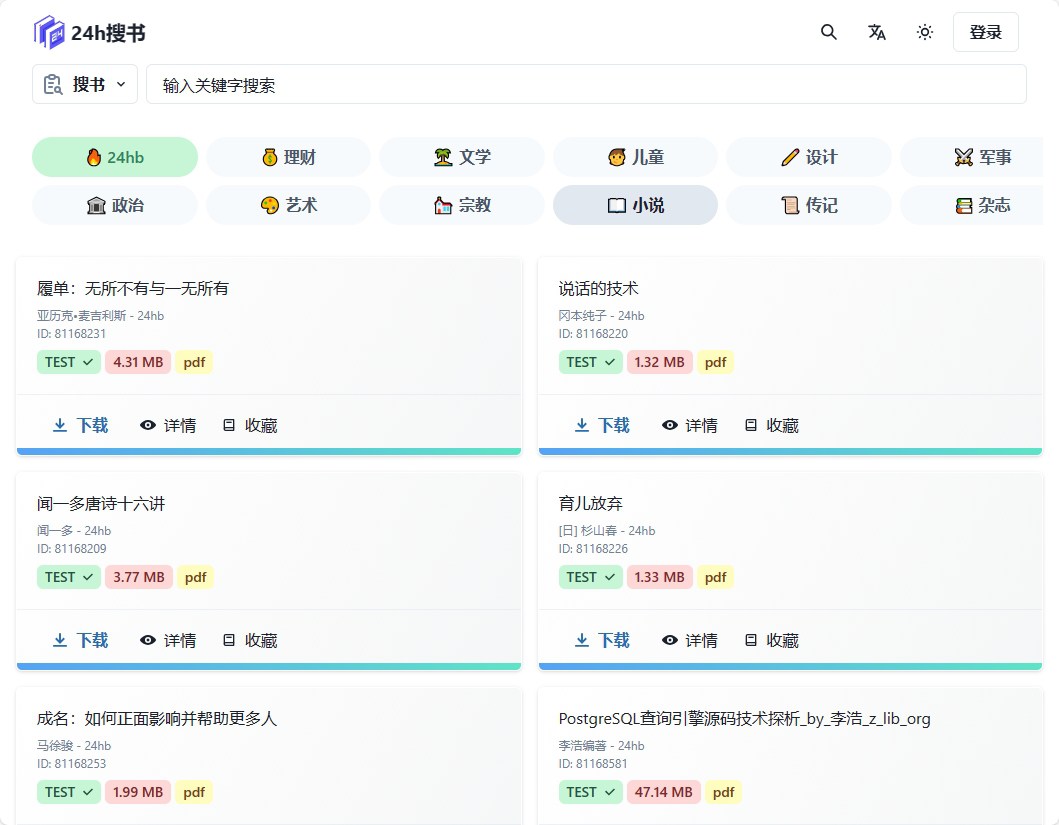 24h搜书
登录
搜书
输入关键字搜索
24hb
理财
文学
儿童
设计
军事
政治
艺术
宗教
小说
传记
杂志
履单：无所不有与一无所有
亚历克•麦吉利斯 - 24hb
ID: 81168231
TEST
4.31 MB
pdf
下载
详情
收藏
说话的技术
冈本纯子 - 24hb
ID: 81168220
TEST
1.32 MB
pdf
下载
详情
收藏
闻一多唐诗十六讲
闻一多 - 24hb
ID: 81168209
TEST
3.77 MB
pdf
下载
详情
收藏
育儿放弃
[日] 杉山春 - 24hb
ID: 81168226
TEST
1.33 MB
pdf
下载
详情
收藏
成名：如何正面影响并帮助更多人
马徐骏 - 24hb
ID: 81168253
TEST
1.99 MB
pdf
PostgreSQL查询引擎源码技术探析_by_李浩_z_lib_org
李浩编著 - 24hb
ID: 81168581
TEST
47.14 MB
pdf